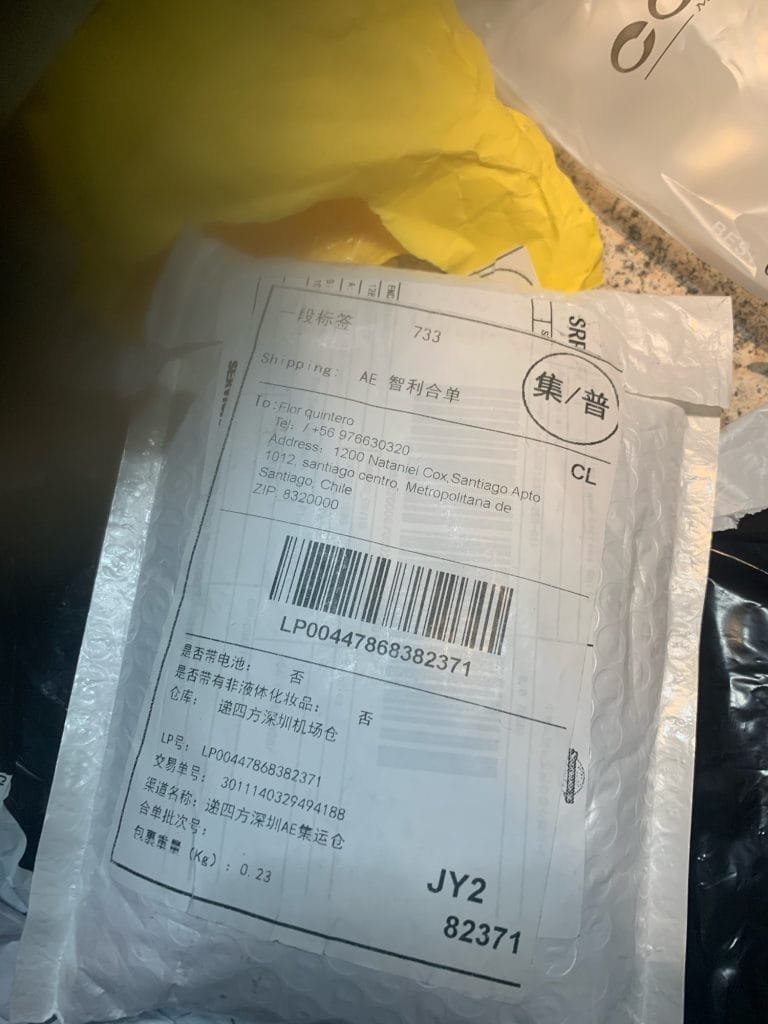 一段标签 733
SRF
集/普
Shipping: AE 智利合单
CL
To: Flor quintero
Tel: / +56 976630320
Address: 1200 Nataniel Cox,Santiago Apto
1012, santiago centro, Metropolitana de
Santiago, Chile
ZIP: 8320000
LP00447868382371
是否带电池: 否
是否带有非液体化妆品: 否
仓库: 递四方深圳机场仓
LP号: LP00447868382371
交易单号: 3011140329494188
渠道名称: 递四方深圳AE集运仓
合单批次号:
包裹重量 (Kg) : 0.23
JY2
82371